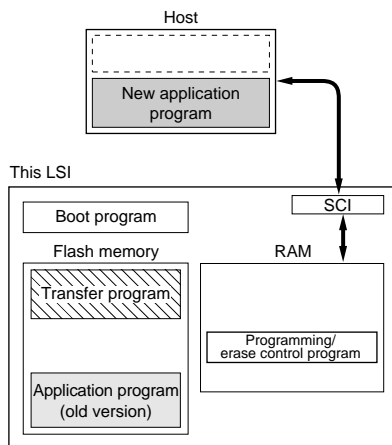 Host
New application
program
This LSI
Boot program
SCI
Flash memory
RAM
Transfer program
Programming/
erase control program
Application program
(old version)